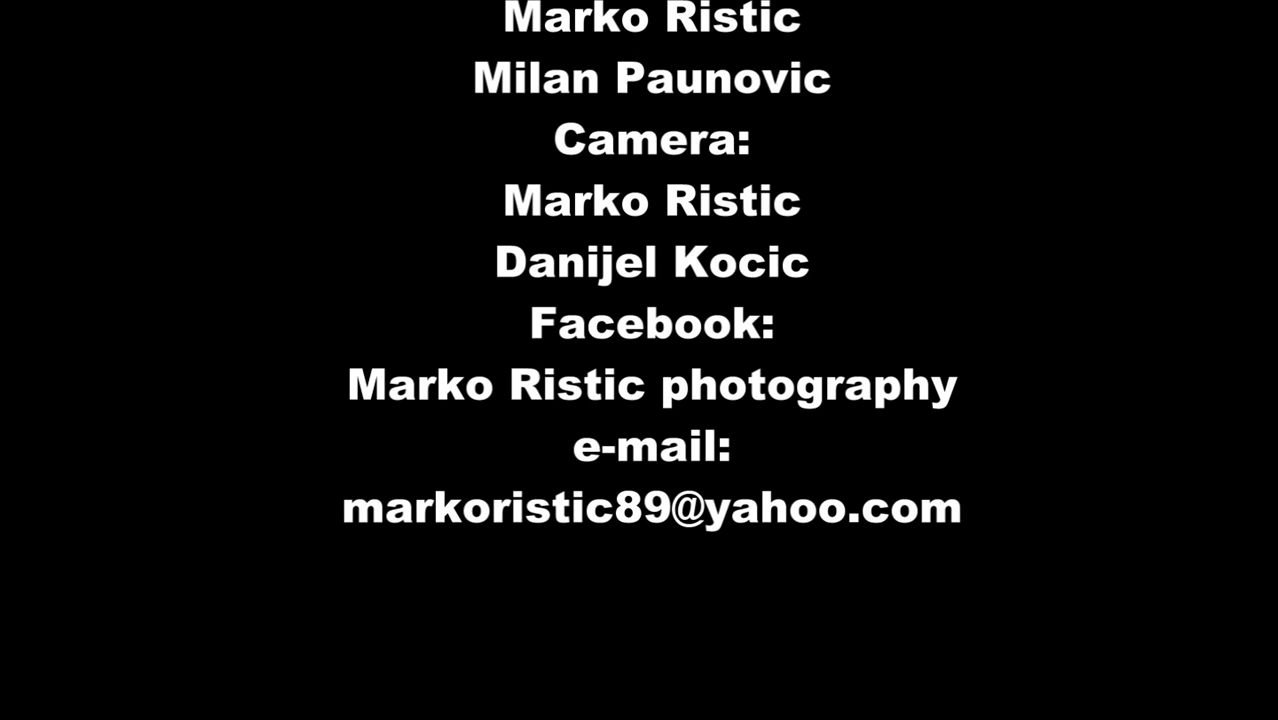 Marko Ristic
Milan Paunovic
Camera:
Marko Ristic
Danijel Kocic
Facebook:
Marko Ristic photography
e-mail:
markoristic89@yahoo.com